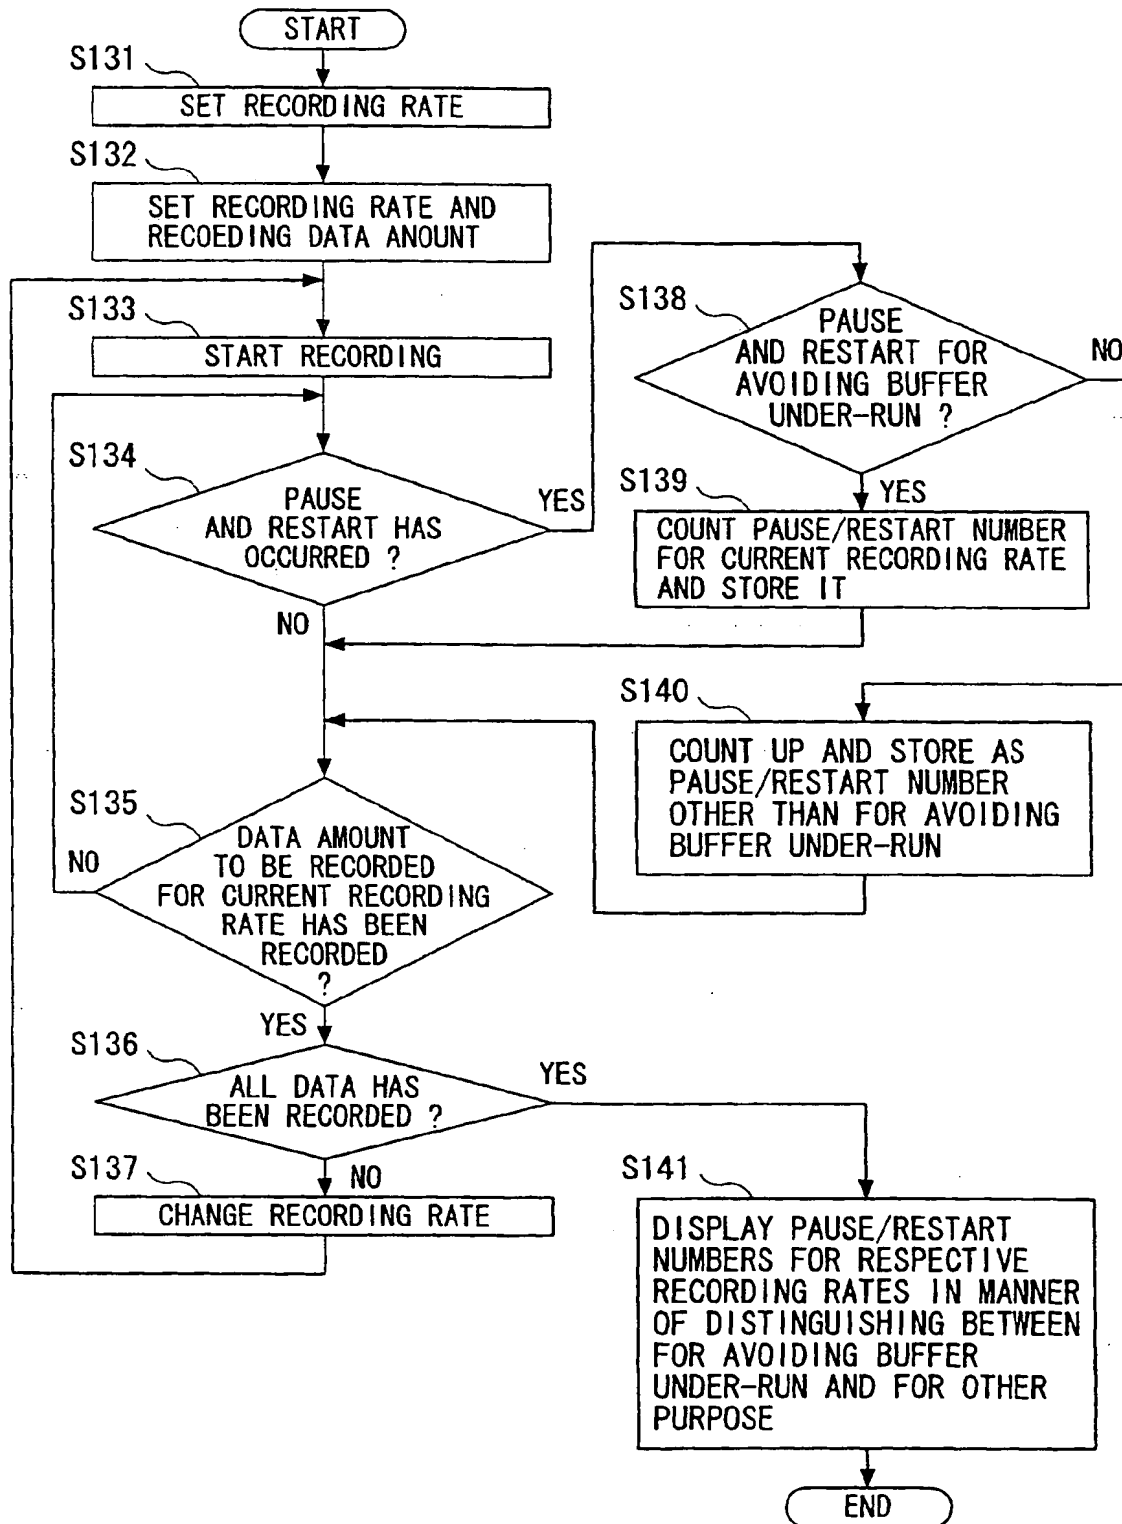 START
S131
SET RECORDING RATE
S132
SET RECORDING RATE AND
RECOEDING DATA ANOUNT
S133
START RECORDING
S134
PAUSE
AND RESTART HAS
OCCURRED ?
YES
NO
S138
PAUSE
AND RESTART FOR
AVOIDING BUFFER
UNDER-RUN ?
NO
YES
S139
COUNT PAUSE/RESTART NUMBER
FOR CURRENT RECORDING RATE
AND STORE IT
S140
COUNT UP AND STORE AS
PAUSE/RESTART NUMBER
OTHER THAN FOR AVOIDING
BUFFER UNDER-RUN
S135
DATA AMOUNT
TO BE RECORDED
FOR CURRENT RECORDING
RATE HAS BEEN
RECORDED
?
NO
YES
S136
ALL DATA HAS
BEEN RECORDED ?
YES
NO
S137
CHANGE RECORDING RATE
S141
DISPLAY PAUSE/RESTART
NUMBERS FOR RESPECTIVE
RECORDING RATES IN MANNER
OF DISTINGUISHING BETWEEN
FOR AVOIDING BUFFER
UNDER-RUN AND FOR OTHER
PURPOSE
END